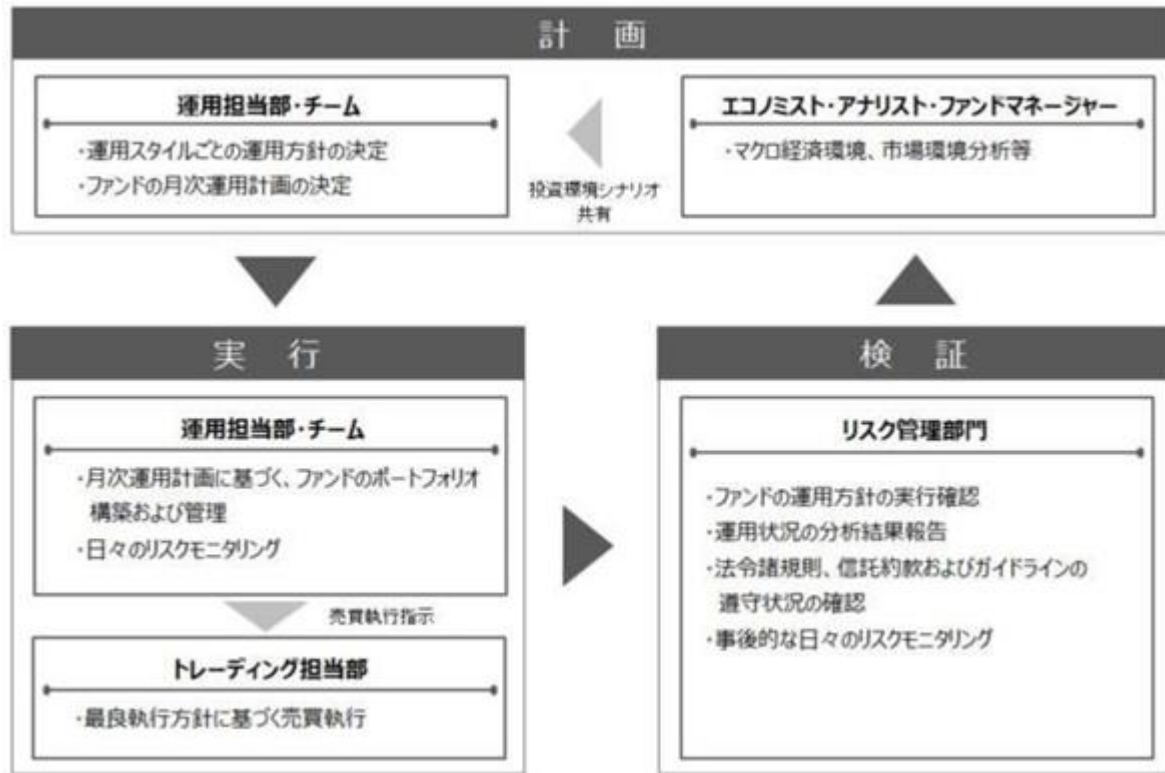 計 画
運用担当部・チーム
・運用スタイルごとの運用方針の決定
・ファンドの月次運用計画の決定
投資環境シナリオ
共有
エコノミスト・アナリスト・ファンドマネージャー
・マクロ経済環境、市場環境分析等
実 行
運用担当部・チーム
・月次運用計画に基づく、ファンドのポートフォリオ
構築および管理
・日々のリスクモニタリング
売買執行指示
トレーディング担当部
・最良執行方針に基づく売買執行
検 証
リスク管理部門
・ファンドの運用方針の実行確認
・運用状況の分析結果報告
・法令諸規則、信託約款およびガイドラインの
遵守状況の確認
・事後的な日々のリスクモニタリング